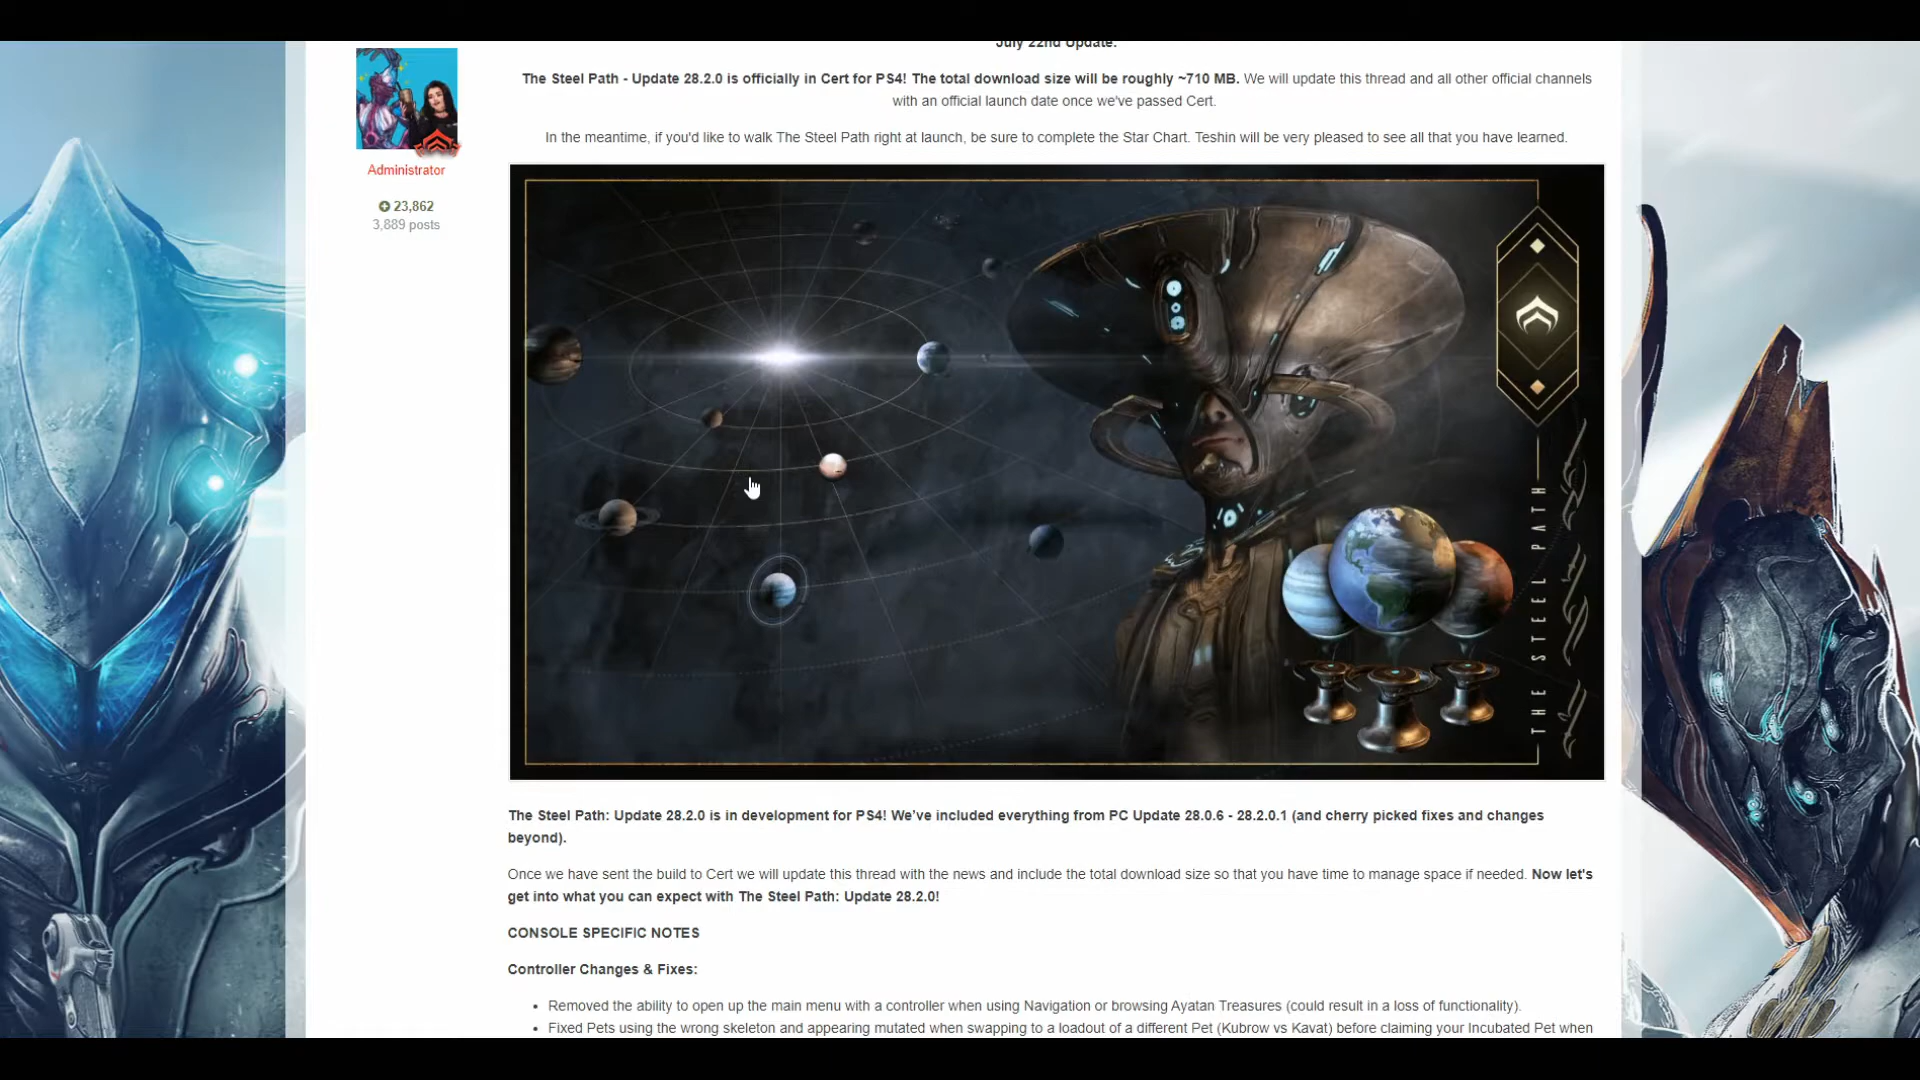 July 22nd Update:
The Steel Path - Update 28.2.0 is officially in Cert for PS4! The total download size will be roughly ~710 MB. We will update this thread and all other official channels
with an official launch date once we've passed Cert.
In the meantime, if you'd like to walk The Steel Path right at launch, be sure to complete the Star Chart. Teshin will be very pleased to see all that you have learned.
Administrator
23,862
3,889 posts
THE STEEL PATH
The Steel Path: Update 28.2.0 is in development for PS4! We've included everything from PC Update 28.0.6 - 28.2.0.1 (and cherry picked fixes and changes
beyond).
Once we have sent the build to Cert we will update this thread with the news and include the total download size so that you have time to manage space if needed. Now let's
get into what you can expect with The Steel Path: Update 28.2.0!
CONSOLE SPECIFIC NOTES
Controller Changes & Fixes:
• Removed the ability to open up the main menu with a controller when using Navigation or browsing Ayatan Treasures (could result in a loss of functionality).
• Fixed Pets using the wrong skeleton and appearing mutated when swapping to a loadout of a different Pet (Kubrow vs Kavat) before claiming your Incubated Pet when